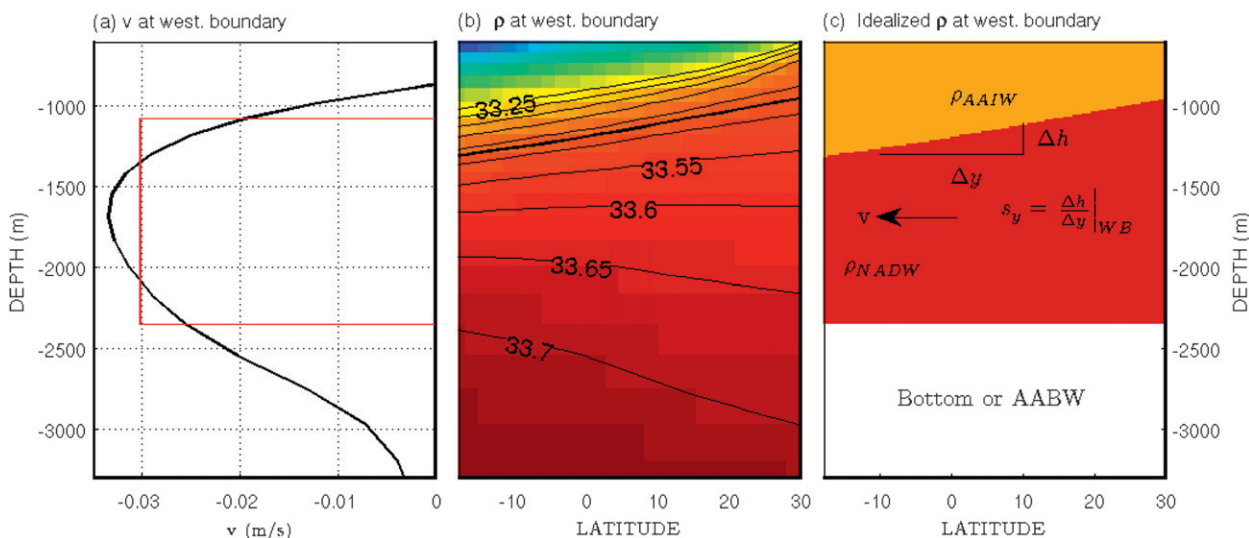 (a) v at west. boundary
-1000
-1500
-2000
-2500
-3000
DEPTH (m)
-0.03 -0.02 -0.01 0
v (m/s)
(b) ρ at west. boundary
33.25
33.55
33.6
33.65
33.7
-10 0 10 20 30
LATITUDE
(c) Idealized ρ at west. boundary
ρAAIW
Δh
Δy
v
s_y = Δh/Δy|WB
ρNADW
Bottom or AABW
-10 0 10 20 30
LATITUDE
-1000
-1500
-2000
-2500
-3000
DEPTH (m)